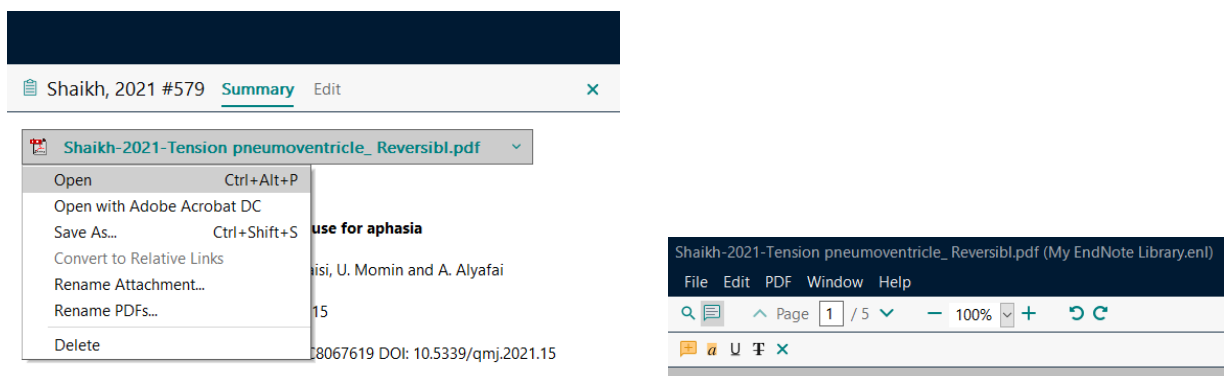 Shaikh, 2021 #579 Summary Edit
Shaikh-2021-Tension pneumoventricle_ Reversibl.pdf
Open Ctrl+Alt+P
Open with Adobe Acrobat DC
Save As... Ctrl+Shift+S
use for aphasia
Convert to Relative Links
aisi, U. Momin and A. Alyafai
Rename Attachment...
Rename PDFs...
15
Delete
C8067619 DOI: 10.5339/qmj.2021.15
Shaikh-2021-Tension pneumoventricle_ Reversibl.pdf (My EndNote Library.enl)
File Edit PDF Window Help
Page 1 / 5 100%
a U T